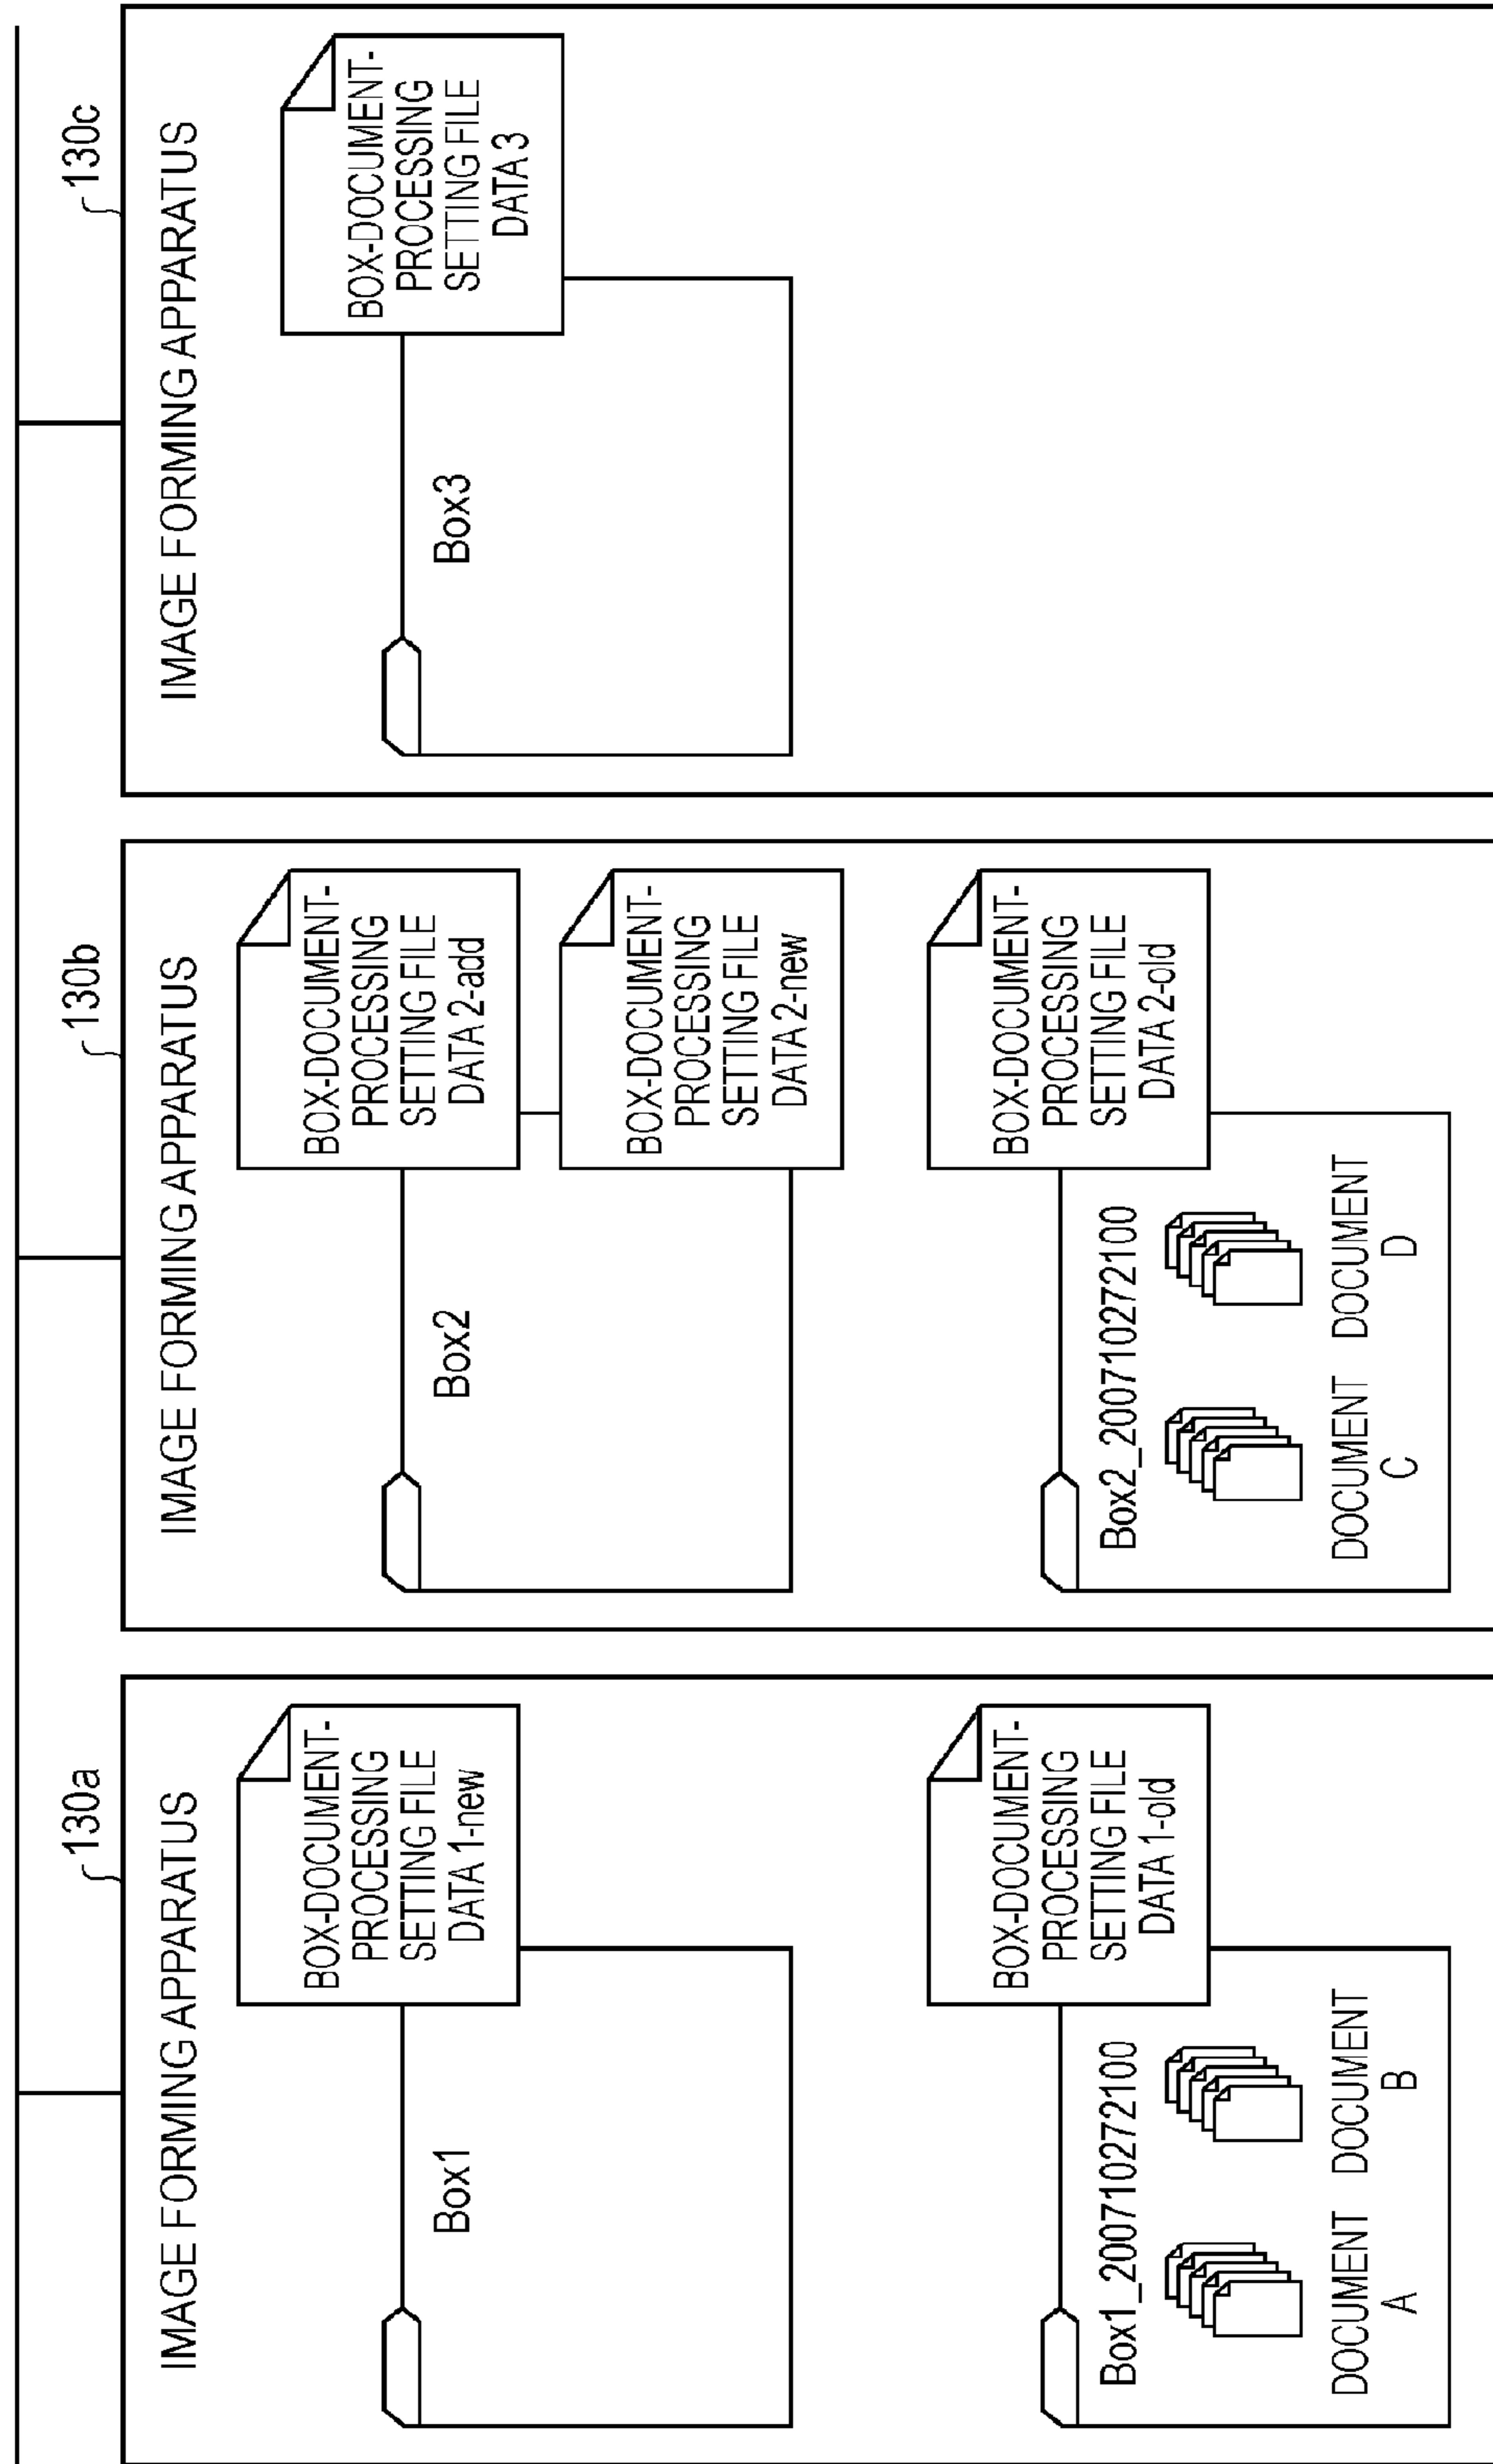 130a
IMAGE FORMING APPARATUS
BOX-DOCUMENT-
PROCESSING
SETTING FILE
DATA 1-new
Box1
BOX-DOCUMENT-
PROCESSING
SETTING FILE
DATA 1-old
Box1_200710272100
DOCUMENT
A
DOCUMENT
B
130b
IMAGE FORMING APPARATUS
BOX-DOCUMENT-
PROCESSING
SETTING FILE
DATA 2-add
Box2
BOX-DOCUMENT-
PROCESSING
SETTING FILE
DATA 2-new
BOX-DOCUMENT-
PROCESSING
SETTING FILE
DATA 2-old
Box2_200710272100
DOCUMENT
C
DOCUMENT
D
130c
IMAGE FORMING APPARATUS
BOX-DOCUMENT-
PROCESSING
SETTING FILE
DATA 3
Box3